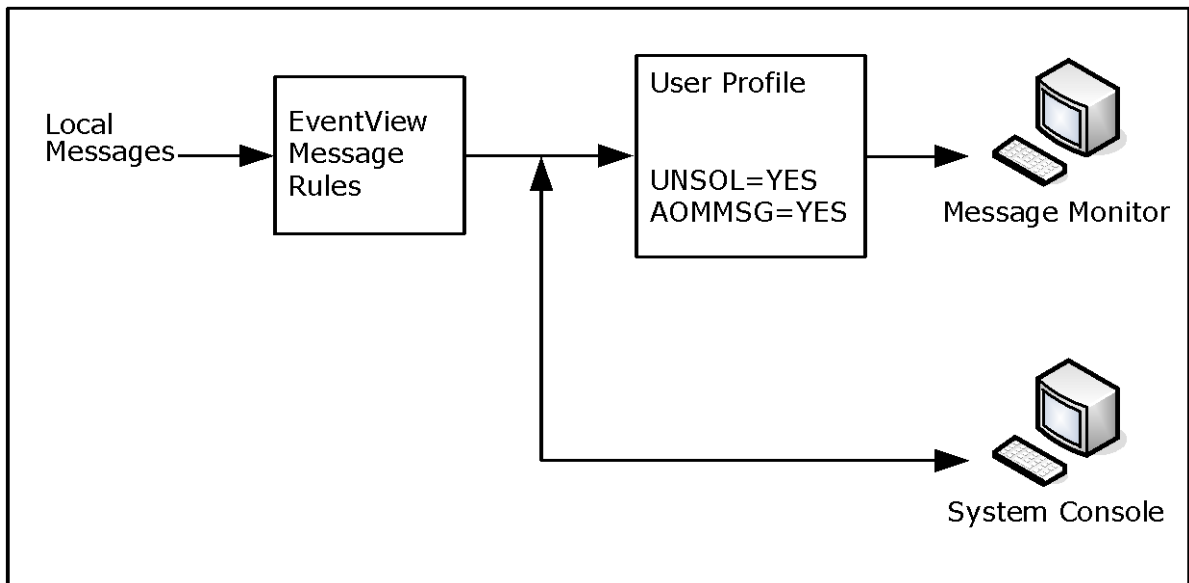 Local
Messages
EventView
Message
Rules
User Profile
UNSOL=YES
AOMMSG=YES
Message Monitor
System Console